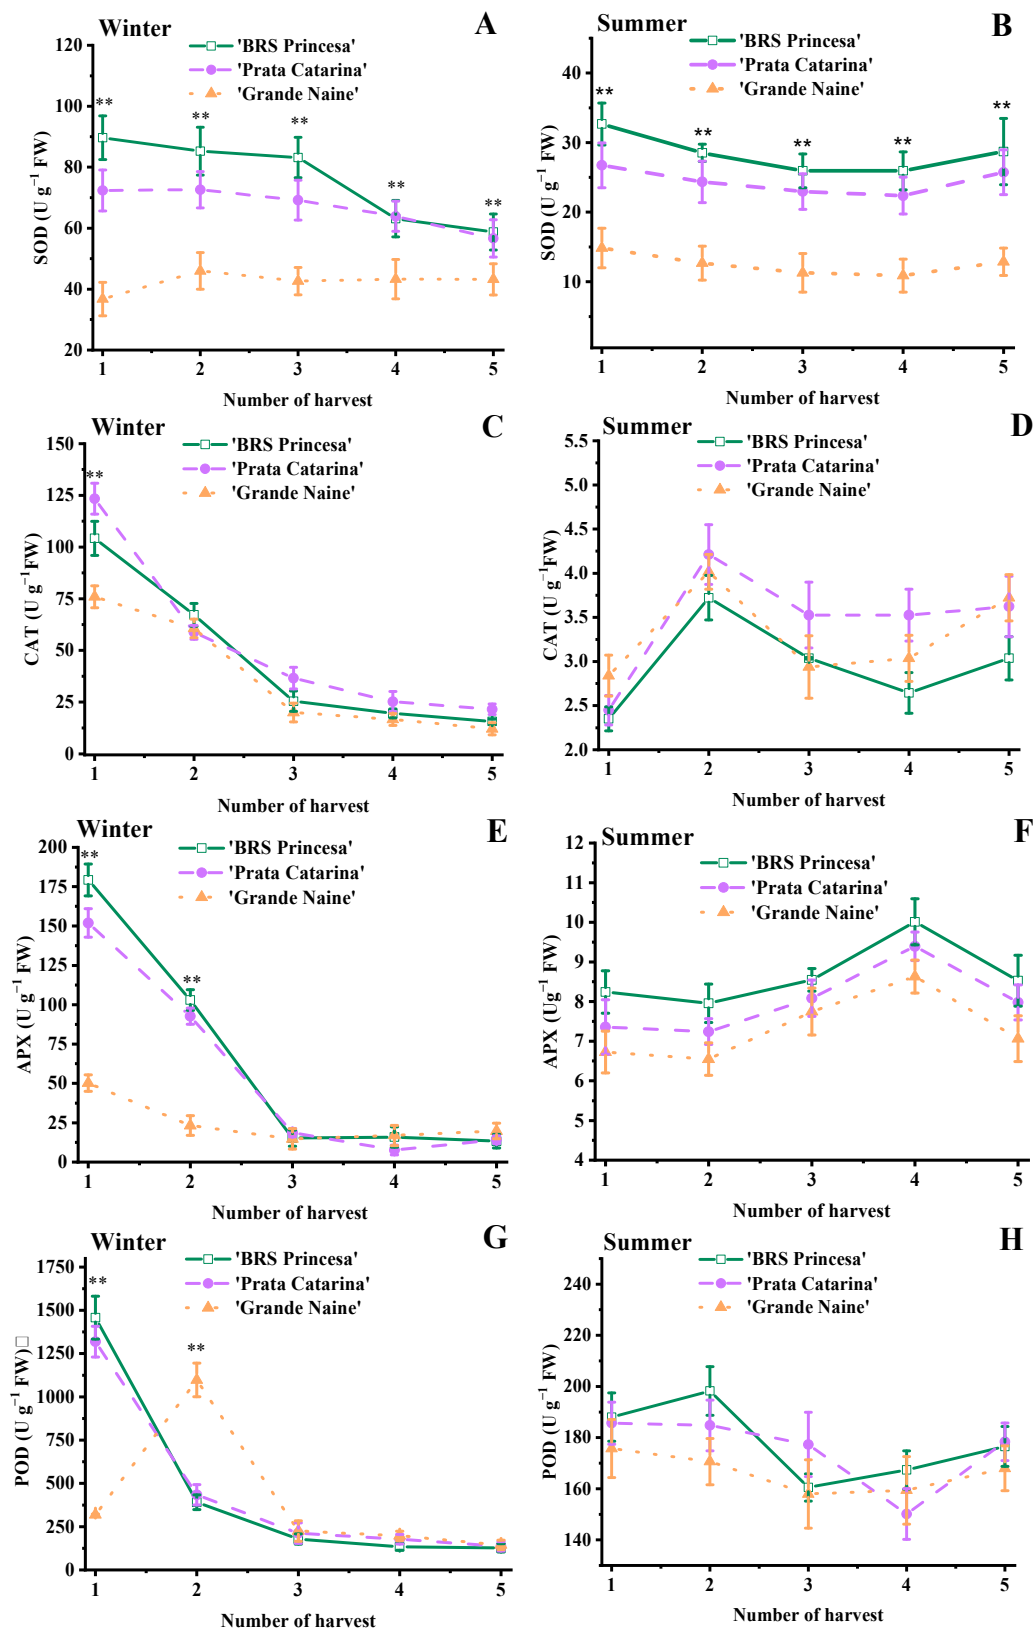 Winter
A
'BRS Princesa'
'Prata Catarina'
'Grande Naine'
SOD (U g⁻¹ FW)
120
100
80
60
40
20
** ** ** ** **
1 2 3 4 5
Number of harvest
Summer
B
'BRS Princesa'
'Prata Catarina'
'Grande Naine'
SOD (U g⁻¹ FW)
40
30
20
10
** ** ** ** **
1 2 3 4 5
Number of harvest
Winter
C
'BRS Princesa'
'Prata Catarina'
'Grande Naine'
CAT (U g⁻¹FW)
150
125
100
75
50
25
0
**
1 2 3 4 5
Number of harvest
Summer
D
'BRS Princesa'
'Prata Catarina'
'Grande Naine'
CAT (U g⁻¹FW)
5.5
5.0
4.5
4.0
3.5
3.0
2.5
2.0
1 2 3 4 5
Number of harvest
Winter
E
'BRS Princesa'
'Prata Catarina'
'Grande Naine'
APX (U g⁻¹ FW)
200
175
150
125
100
75
50
25
0
** **
1 2 3 4 5
Number of harvest
Summer
F
'BRS Princesa'
'Prata Catarina'
'Grande Naine'
APX (Ug⁻¹ FW)
12
11
10
9
8
7
6
5
4
1 2 3 4 5
Number of harvest
Winter
G
'BRS Princesa'
'Prata Catarina'
'Grande Naine'
POD (U g⁻¹ FW)□
1750
1500
1250
1000
750
500
250
0
** **
1 2 3 4 5
Number of harvest
Summer
H
'BRS Princesa'
'Prata Catarina'
'Grande Naine'
POD (U g⁻¹ FW)
240
220
200
180
160
140
1 2 3 4 5
Number of harvest